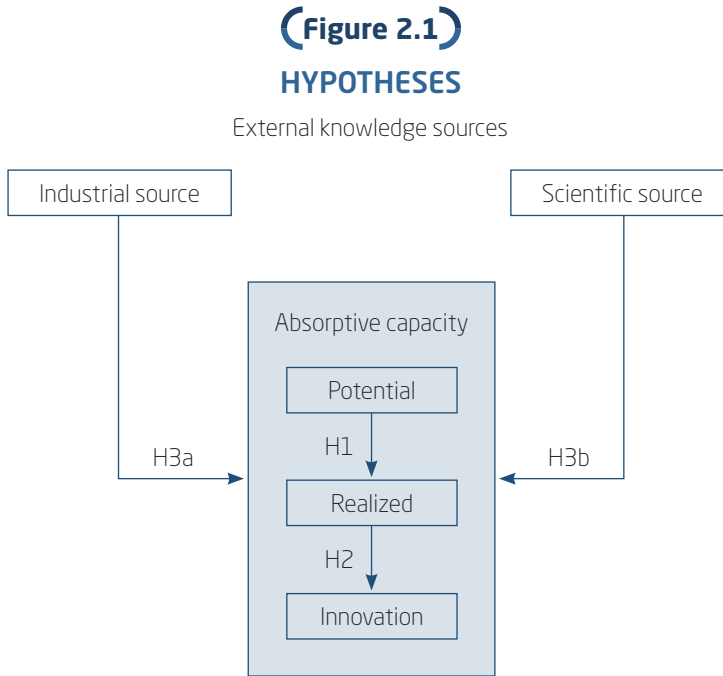 Figure 2.1
HYPOTHESES
External knowledge sources
Industrial source
Scientific source
Absorptive capacity
Potential
H1
H3a
H3b
Realized
H2
Innovation